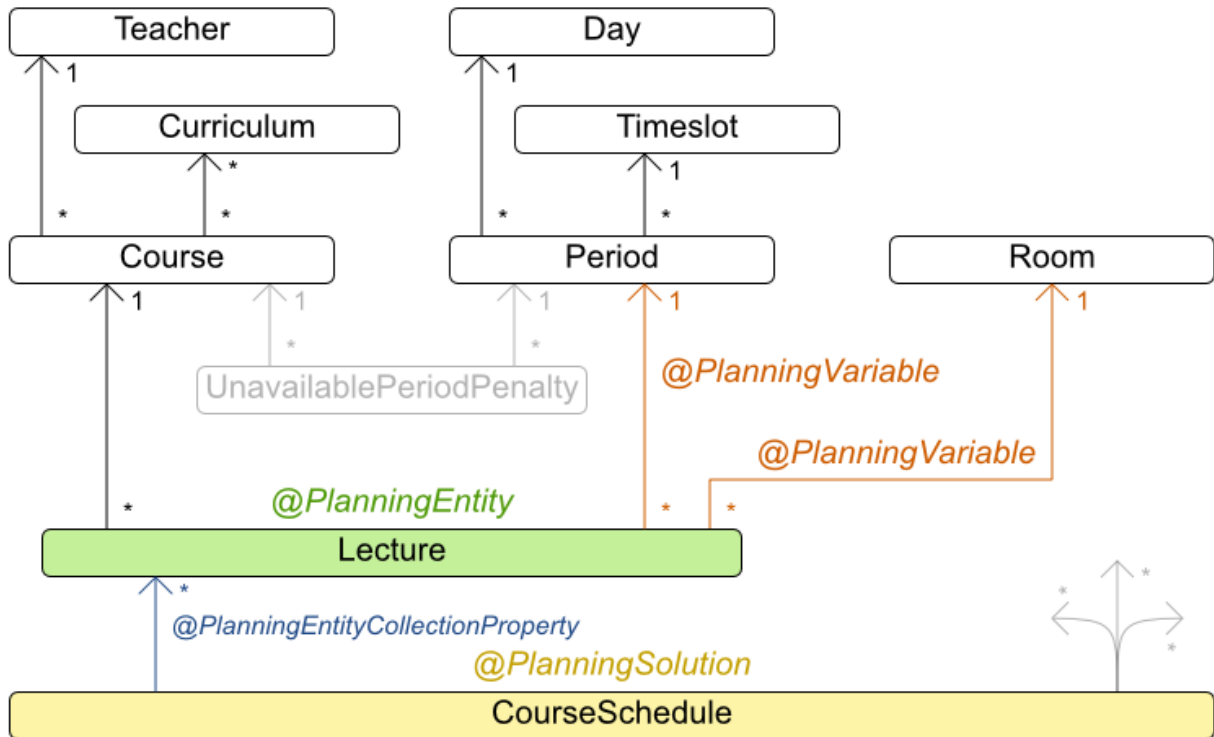 Teacher
Day
1
1
Curriculum
Timeslot
*
1
*
*
*
*
Course
Period
Room
1
1
1
1
1
*
*
UnavailablePeriodPenalty
@PlanningVariable
@PlanningVariable
@PlanningEntity
*
*
*
Lecture
*
@PlanningEntityCollectionProperty
*
*
*
@PlanningSolution
CourseSchedule